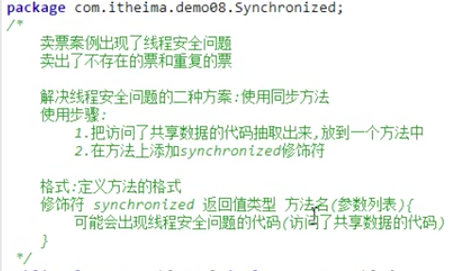 package com.itheima.demo08.Synchronized;
/*
卖票案例出现了线程安全问题
卖出了不存在的票和重复的票
解决线程安全问题的二种方案:使用同步方法
使用步骤:
1.把访问了共享数据的代码抽取出来,放到一个方法中
2.在方法上添加synchronized修饰符
格式:定义方法的格式
修饰符 synchronized 返回值类型 方法名(参数列表){
可能会出现线程安全问题的代码(访问了共享数据的代码)
}
*/